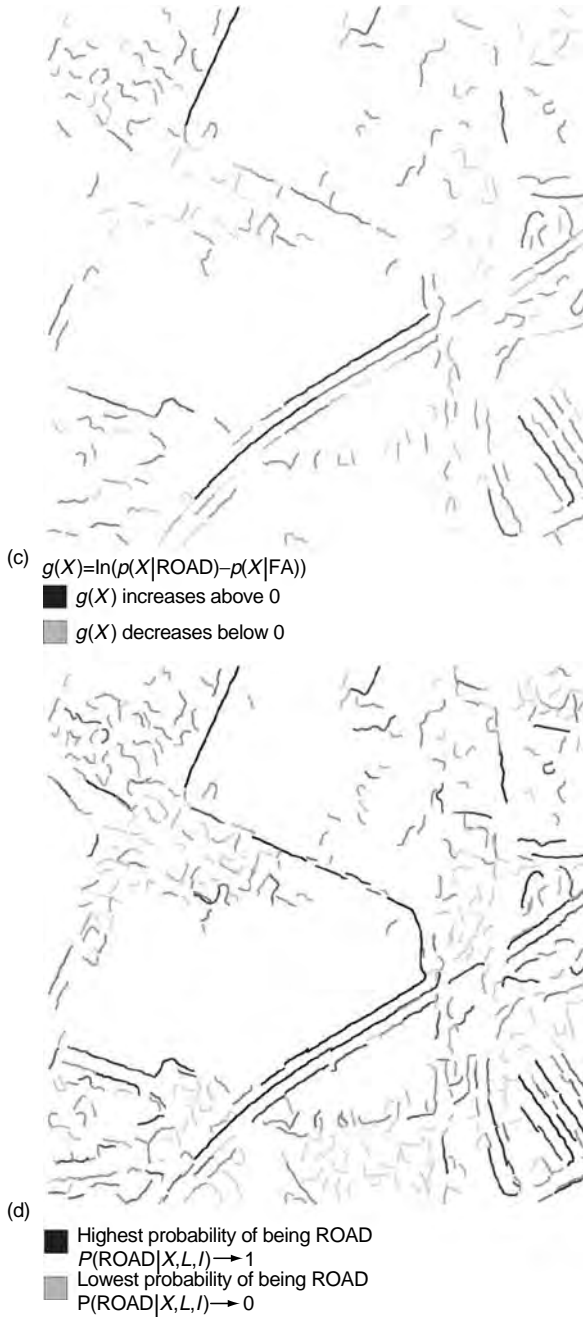 (c) g(X)=ln(p(X|ROAD)−p(X|FA))
g(X) increases above 0
g(X) decreases below 0
(d)
Highest probability of being ROAD
P(ROAD|X,L,I)→1
Lowest probability of being ROAD
P(ROAD|X,L,I)→0